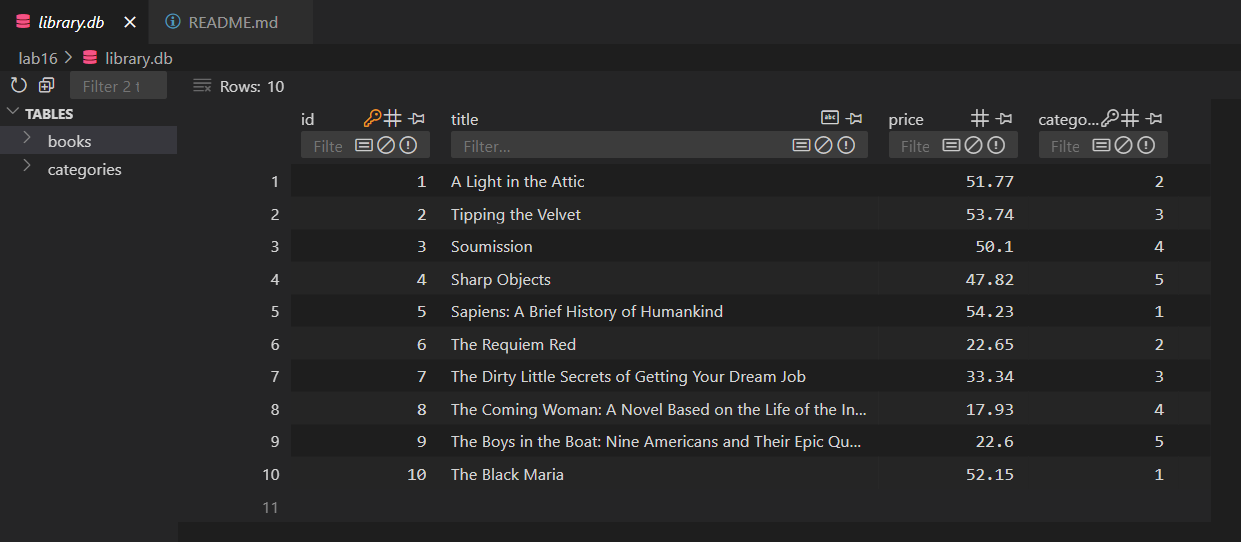 library.db README.md
lab16 library.db
Filter 2 t Rows: 10
TABLES
books
categories
id title price catego...
Filte Filter... Filte Filte
1 1 A Light in the Attic 51.77 2
2 2 Tipping the Velvet 53.74 3
3 3 Soumission 50.1 4
4 4 Sharp Objects 47.82 5
5 5 Sapiens: A Brief History of Humankind 54.23 1
6 6 The Requiem Red 22.65 2
7 7 The Dirty Little Secrets of Getting Your Dream Job 33.34 3
8 8 The Coming Woman: A Novel Based on the Life of the In... 17.93 4
9 9 The Boys in the Boat: Nine Americans and Their Epic Qu... 22.6 5
10 10 The Black Maria 52.15 1
11